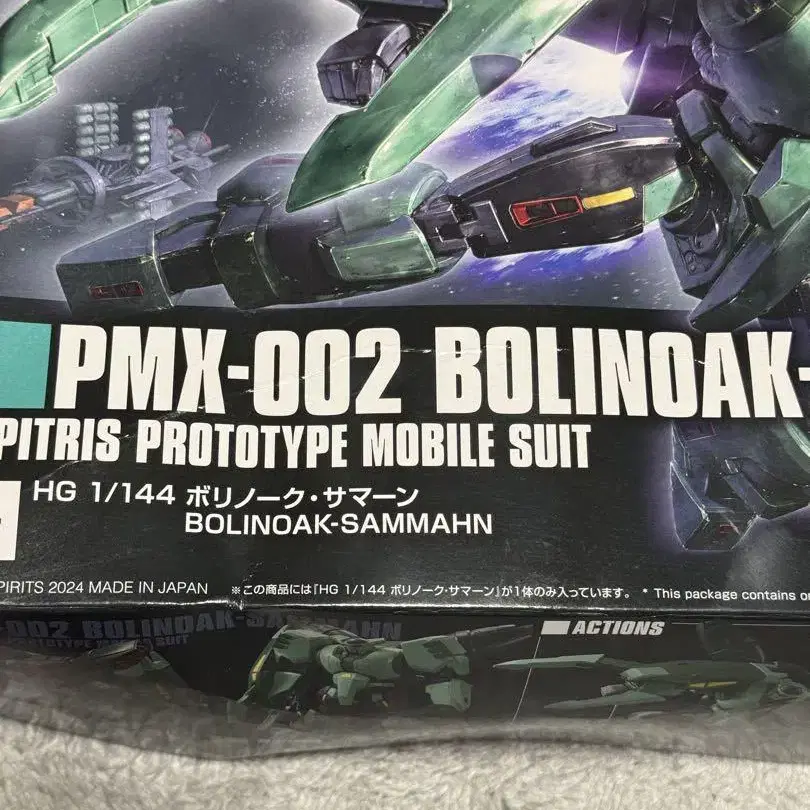 PMX-002 BOLINOAK-
PITRIS PROTOTYPE MOBILE SUIT
HG 1/144 ボリノーク・サマーン
BOLINOAK-SAMMAHN
PIRITS 2024 MADE IN JAPAN ※この商品には「HG 1/144 ボリノーク・サマーン」が1体のみ入っています。 * This package contains
-002 BOLINOAK-SAMMAHN
MOBILE SUIT
ACTIONS